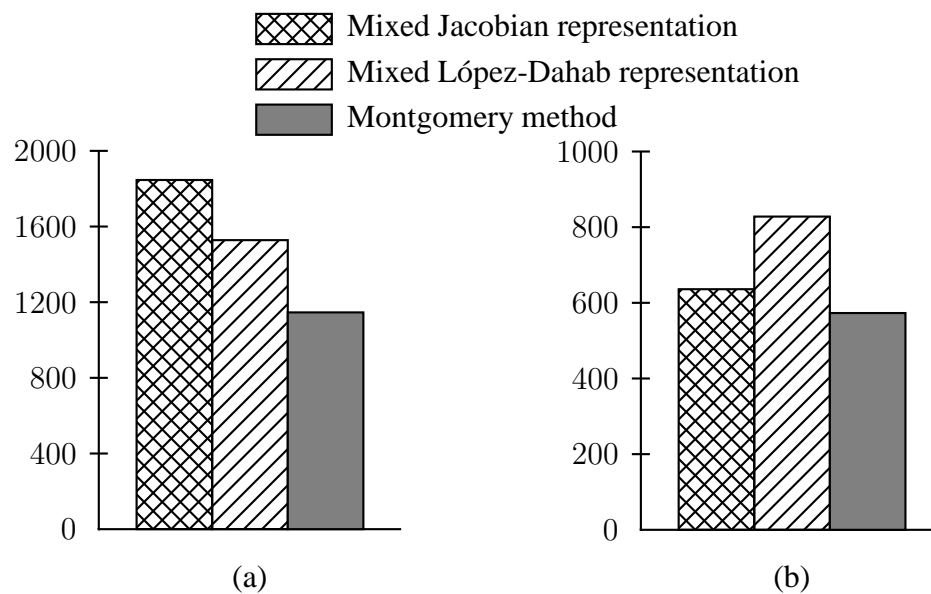 Mixed Jacobian representation
Mixed López-Dahab representation
Montgomery method
2000
1600
1200
800
400
0
(a)
1000
800
600
400
200
0
(b)